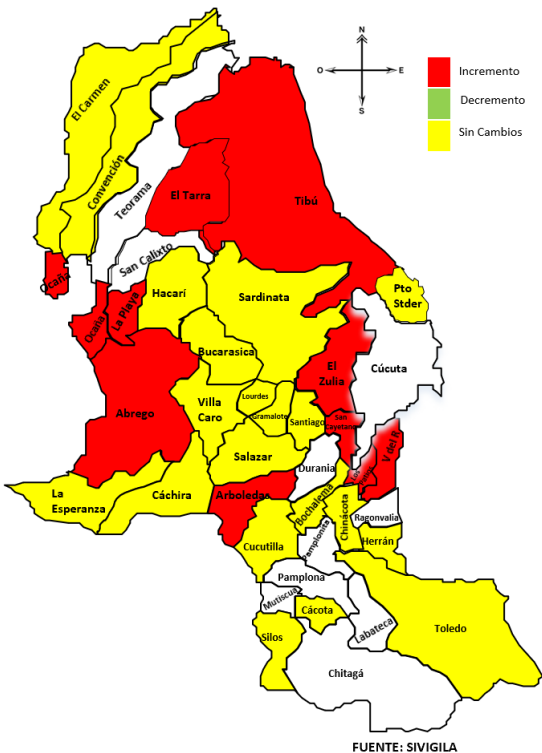 N
O
E
S
Incremento
Decremento
Sin Cambios
El Carmen
Convención
Teorama
El Tarra
Tibú
San Calixto
Ocaña
Ocaña
La Playa
Hacarí
Sardinata
Pto
Stder
Bucarasica
El
Zulia
Cúcuta
Abrego
Villa
Caro
Lourdes
Gramalote
Santiago
San
Cayetano
V del R
Los
Salazar
Durania
La
Esperanza
Cáchira
Arboledas
Bochalema
Chinácota
Ragonvalia
Cucutilla
Pamplonita
Herrán
Pamplona
Mutiscua
Cácota
Labateca
Toledo
Silos
Chitagá
FUENTE: SIVIGILA